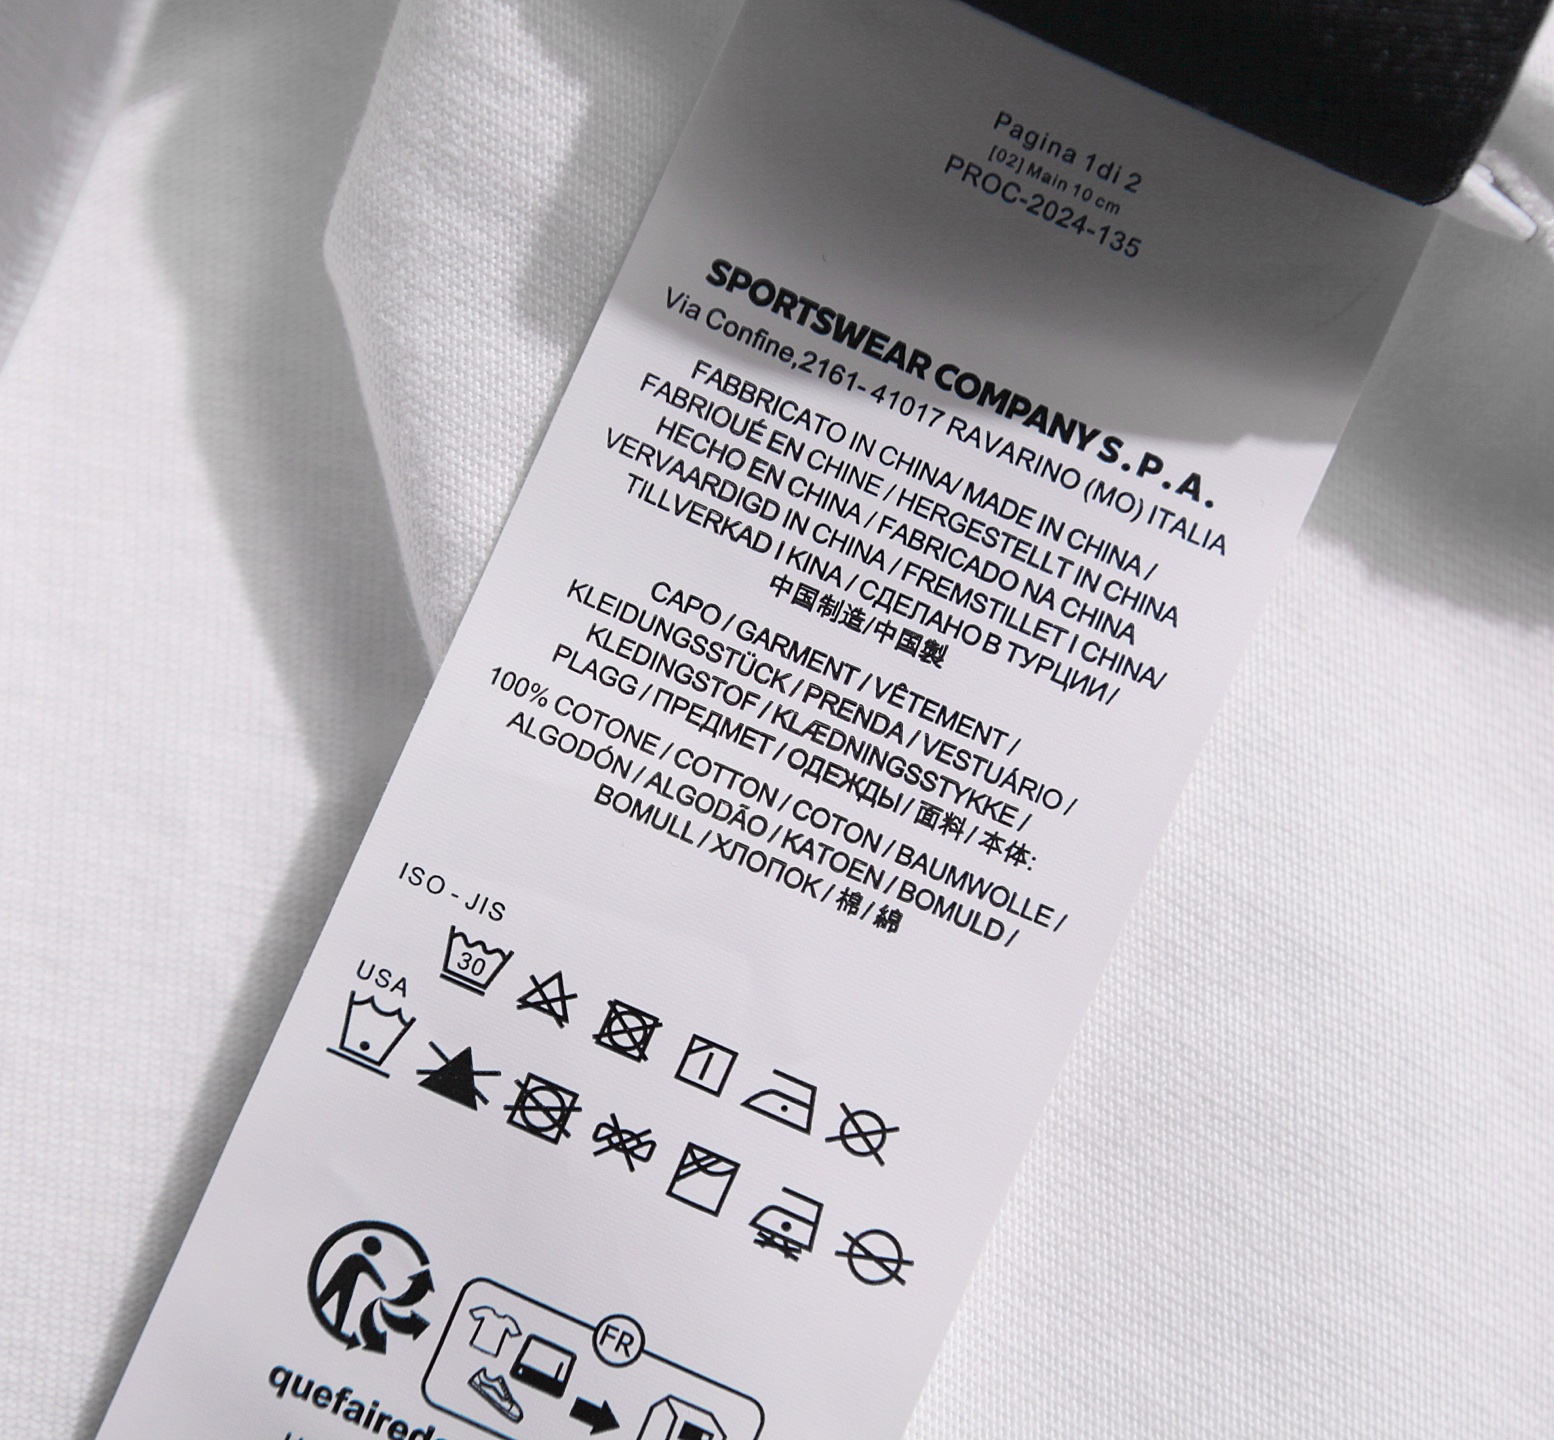 Pagina 1di 2
[02] Main 10 cm
PROC-2024-135
SPORTSWEAR COMPANY S.P.A.
Via Confine,2161- 41017 RAVARINO (MO) ITALIA
FABBRICATO IN CHINA/ MADE IN CHINA /
FABRIOUÉ EN CHINE / HERGESTELLT IN CHINA
HECHO EN CHINA / FABRICADO NA CHINA
VERVAARDIGD IN CHINA / FREMSTILLET I CHINA/
TILLVERKAD I KINA / СДЕЛАНО В ТУРЦИИ /
中国制造/中国製
CAPO / GARMENT / VÊTEMENT /
KLEIDUNGSSTÜCK / PRENDA / VESTUÁRIO /
KLEDINGSTOF / KLÆDNINGSSTYKKE /
PLAGG / ПРЕДМЕТ / ОДЕЖДЫ / 面料 / 本体:
100% COTONE / COTTON / COTON / BAUMWOLLE /
ALGODÓN / ALGODÃO / KATOEN / BOMULD /
BOMULL / ХЛОПОК / 棉 / 綿
ISO - JIS
30
USA
FR